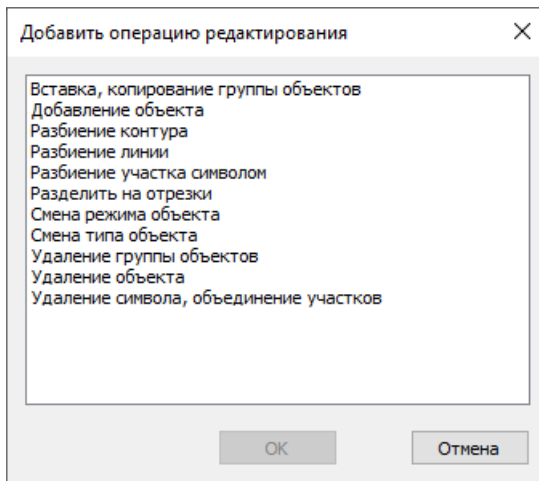 Добавить операцию редактирования
Вставка, копирование группы объектов
Добавление объекта
Разбиение контура
Разбиение линии
Разбиение участка символом
Разделить на отрезки
Смена режима объекта
Смена типа объекта
Удаление группы объектов
Удаление объекта
Удаление символа, объединение участков
OK
Отмена